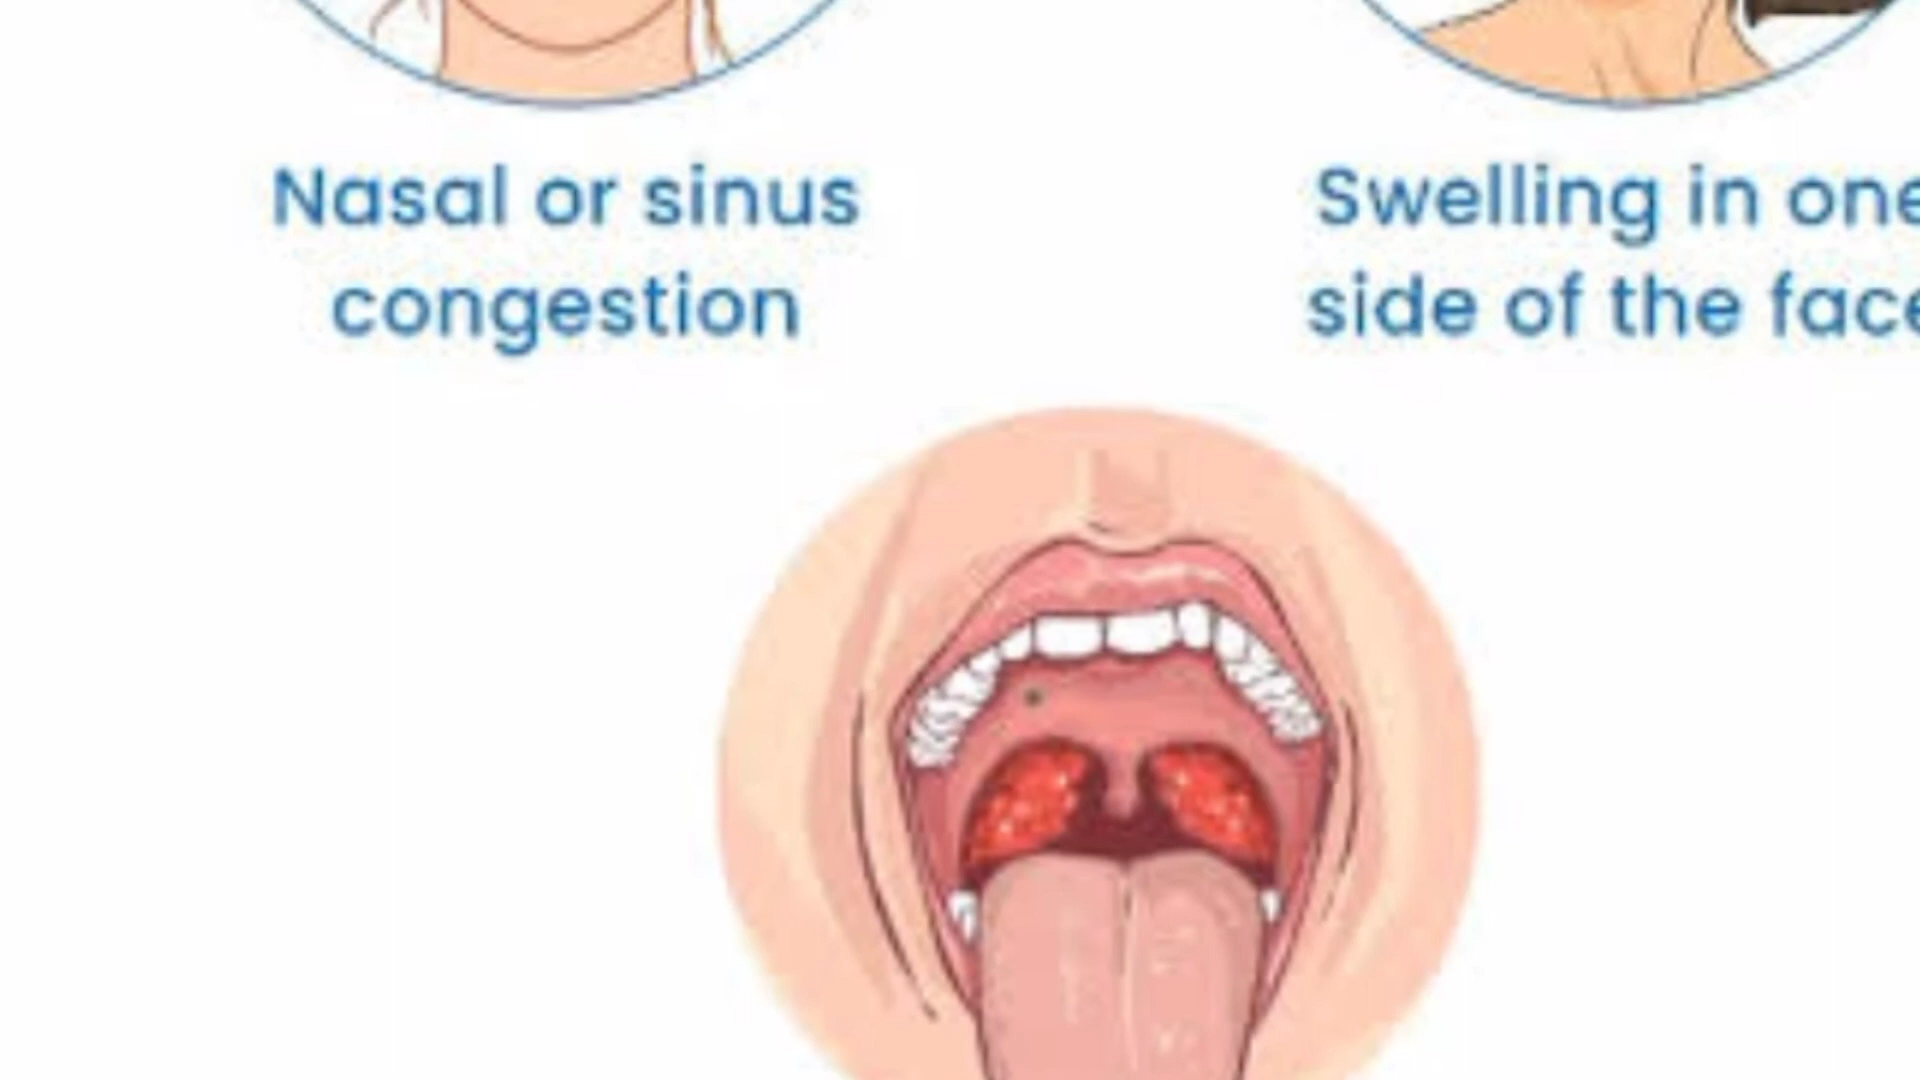 Nasal or sinus
congestion
Swelling in one
side of the face